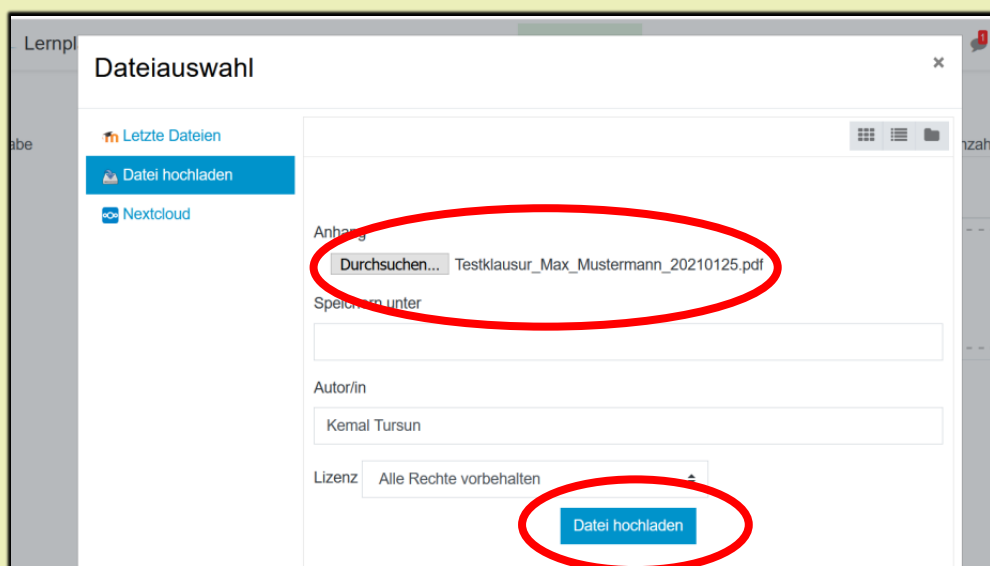 Lernpl
Dateiauswahl
×
1
abe
nzah
Letzte Dateien
Datei hochladen
Nextcloud
Anhang
Durchsuchen... Testklausur_Max_Mustermann_20210125.pdf
Speichern unter
Autor/in
Kemal Tursun
Lizenz Alle Rechte vorbehalten
Datei hochladen